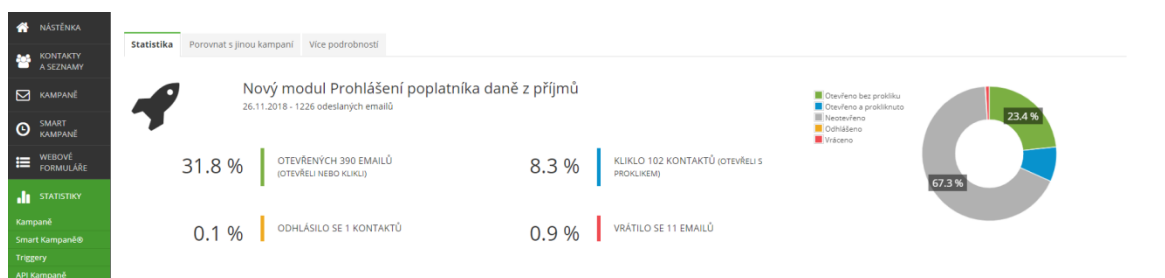 NÁSTĚNKA
KONTAKTY
A SEZNAMY
KAMPANĚ
SMART
KAMPANĚ
WEBOVÉ
FORMULÁŘE
STATISTIKY
Kampaně
Smart Kampaně®
Triggery
API Kampaně
Statistika
Porovnat s jinou kampaní
Více podrobností
Nový modul Prohlášení poplatníka daně z příjmů
26.11.2018 - 1226 odeslaných emailů
31.8 %
OTEVŘENÝCH 390 EMAILŮ
(OTEVŘELI NEBO KLIKLI)
8.3 %
KLIKLO 102 KONTAKTŮ (OTEVŘELI S
PROKLIKEM)
0.1 %
ODHLÁSILO SE 1 KONTAKTŮ
0.9 %
VRÁTILO SE 11 EMAILŮ
Otevřeno bez prokliku
Otevřeno a prokliknuto
Neotevřeno
Odhlášeno
Vráceno
23.4 %
67.3 %